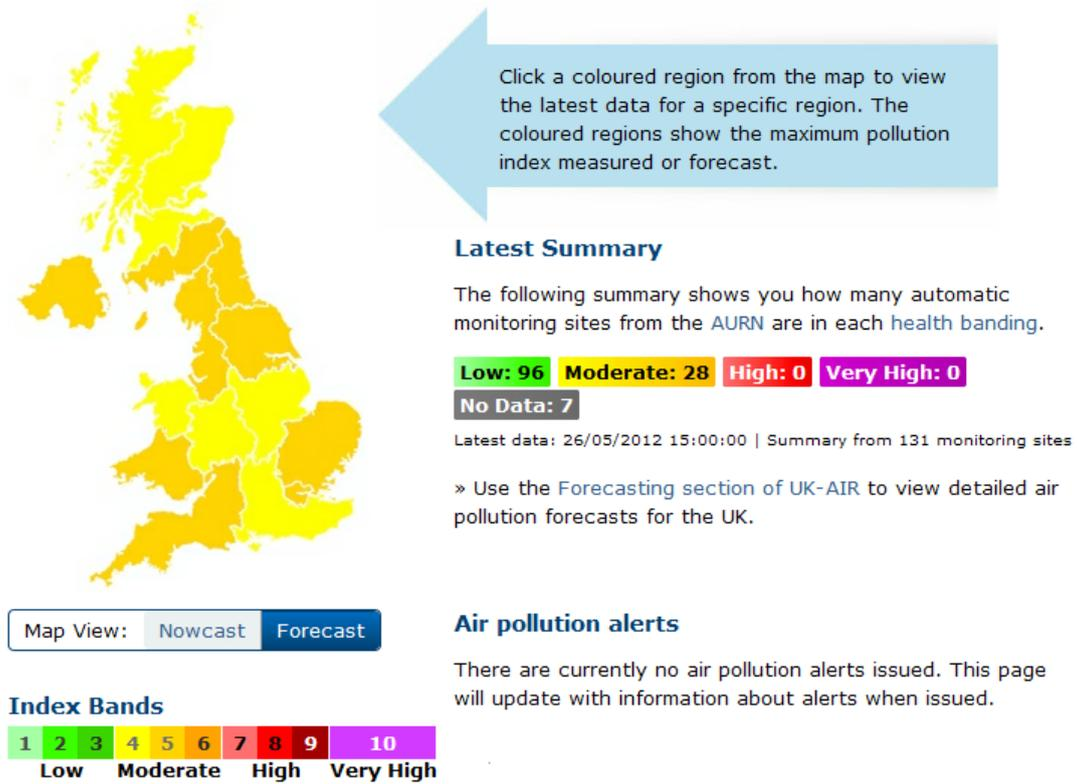 Click a coloured region from the map to view
the latest data for a specific region. The
coloured regions show the maximum pollution
index measured or forecast.
Latest Summary
The following summary shows you how many automatic
monitoring sites from the AURN are in each health banding.
Low: 96 Moderate: 28 High: 0 Very High: 0
No Data: 7
Latest data: 26/05/2012 15:00:00 | Summary from 131 monitoring sites
» Use the Forecasting section of UK-AIR to view detailed air
pollution forecasts for the UK.
Map View: Nowcast Forecast
Air pollution alerts
There are currently no air pollution alerts issued. This page
will update with information about alerts when issued.
Index Bands
1 2 3 4 5 6 7 8 9 10
Low Moderate High Very High